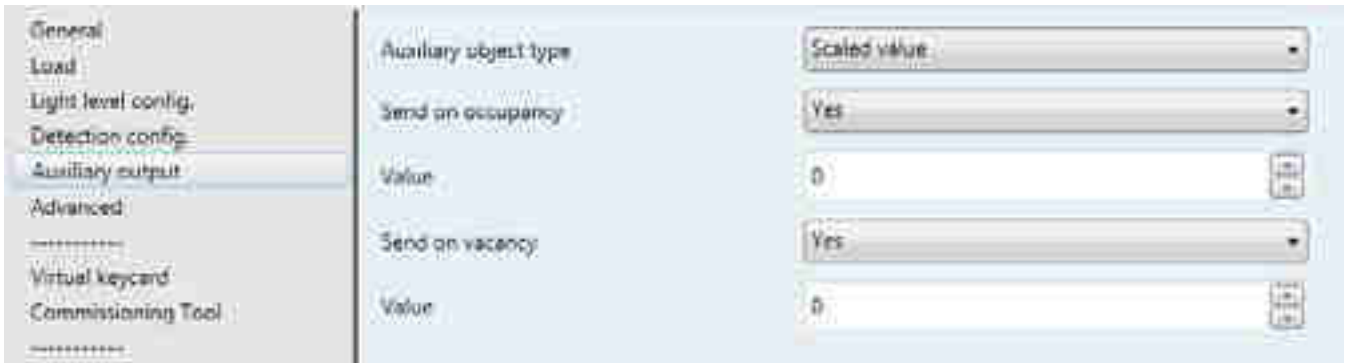 General
Load
Light level config.
Detection config.
Auxiliary output
Advanced
-----------
Virtual keycard
Commissioning Tool
-----------
Auxiliary object type
Scaled value
Send on occupancy
Yes
Value
0
Send on vacancy
Yes
Value
0